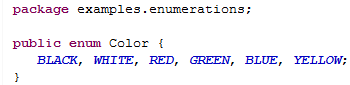 package examples.enumerations;
public enum Color {
BLACK, WHITE, RED, GREEN, BLUE, YELLOW;
}